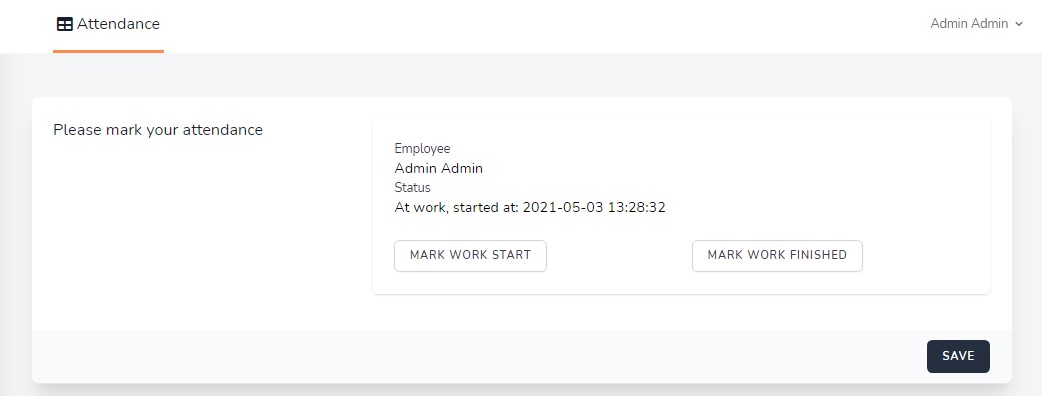 Attendance
Admin Admin
Please mark your attendance
Employee
Admin Admin
Status
At work, started at: 2021-05-03 13:28:32
MARK WORK START
MARK WORK FINISHED
SAVE